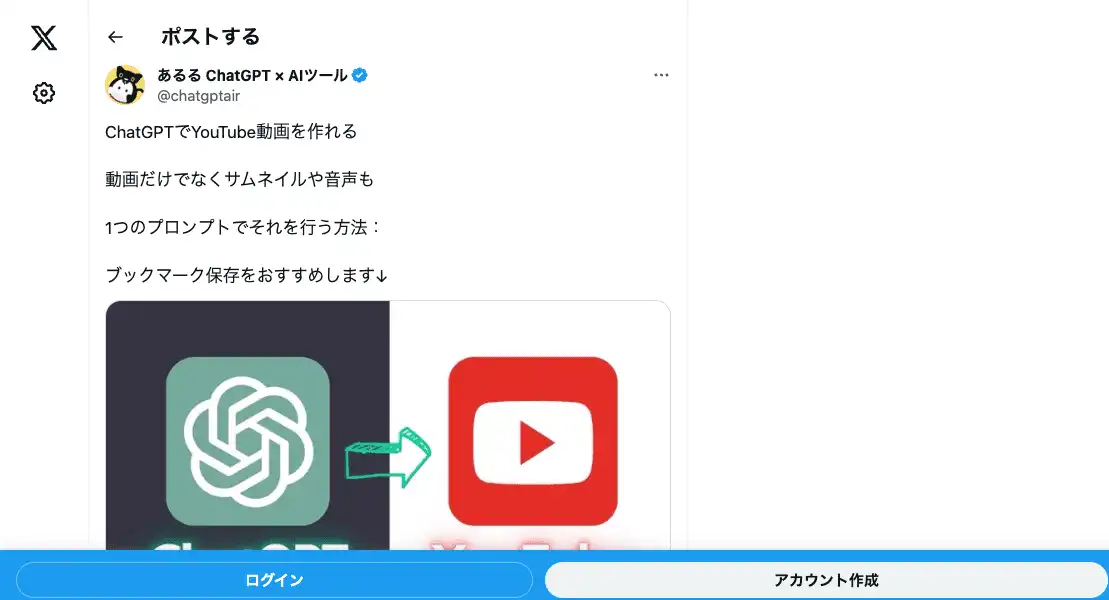 ポストする
あるる ChatGPT × AIツール
@chatgptair
ChatGPTでYouTube動画を作れる
動画だけでなくサムネイルや音声も
1つのプロンプトでそれを行う方法：
ブックマーク保存をおすすめします↓
ChatGPT
YouTube
ログイン
アカウント作成